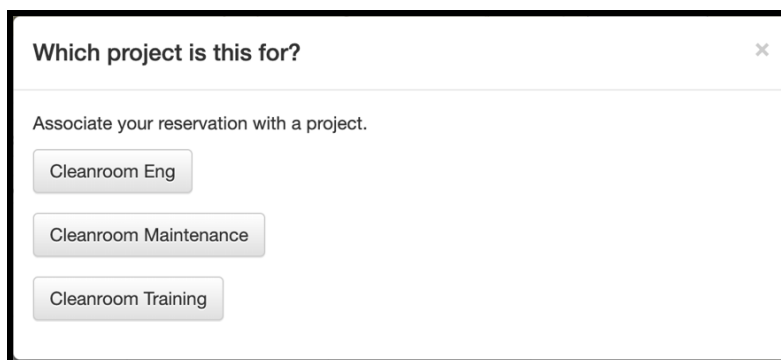 Which project is this for?
×
Associate your reservation with a project.
Cleanroom Eng
Cleanroom Maintenance
Cleanroom Training